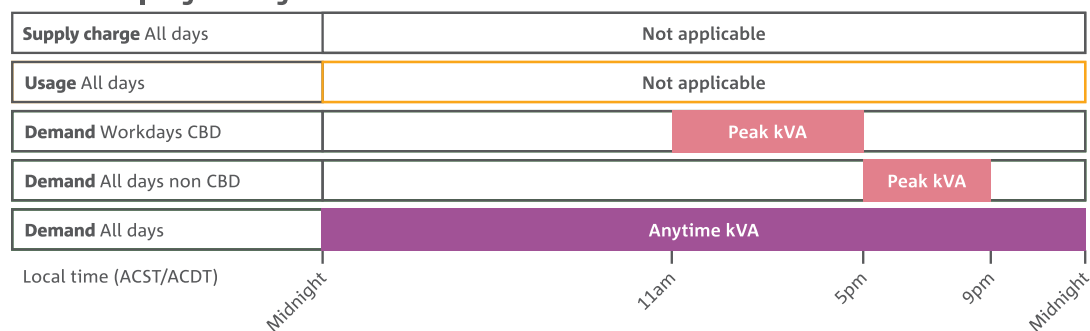 Supply charge All days Not applicable
Usage All days Not applicable
Demand Workdays CBD Peak kVA
Demand All days non CBD Peak kVA
Demand All days Anytime kVA
Local time (ACST/ACDT) Midnight 11am 5pm 9pm Midnight